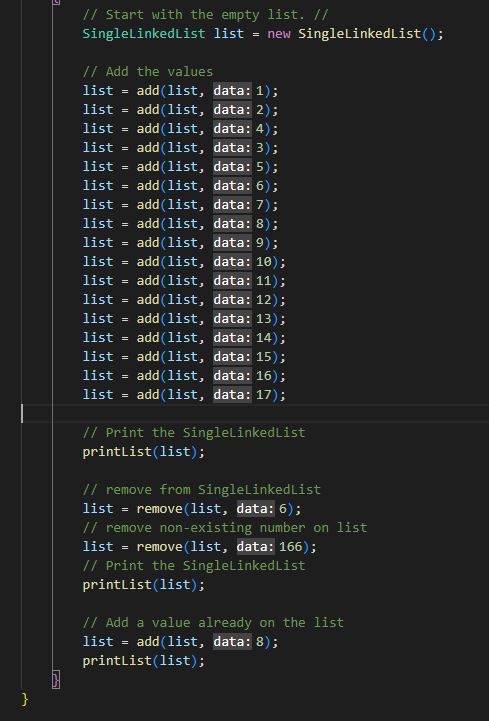 {
// Start with the empty list. //
SingleLinkedList list = new SingleLinkedList();
// Add the values
list = add(list, data: 1);
list = add(list, data: 2);
list = add(list, data: 4);
list = add(list, data: 3);
list = add(list, data: 5);
list = add(list, data: 6);
list = add(list, data: 7);
list = add(list, data: 8);
list = add(list, data: 9);
list = add(list, data: 10);
list = add(list, data: 11);
list = add(list, data: 12);
list = add(list, data: 13);
list = add(list, data: 14);
list = add(list, data: 15);
list = add(list, data: 16);
list = add(list, data: 17);
// Print the SingleLinkedList
printList(list);
// remove from SingleLinkedList
list = remove(list, data: 6);
// remove non-existing number on list
list = remove(list, data: 166);
// Print the SingleLinkedList
printList(list);
// Add a value already on the list
list = add(list, data: 8);
printList(list);
}
}